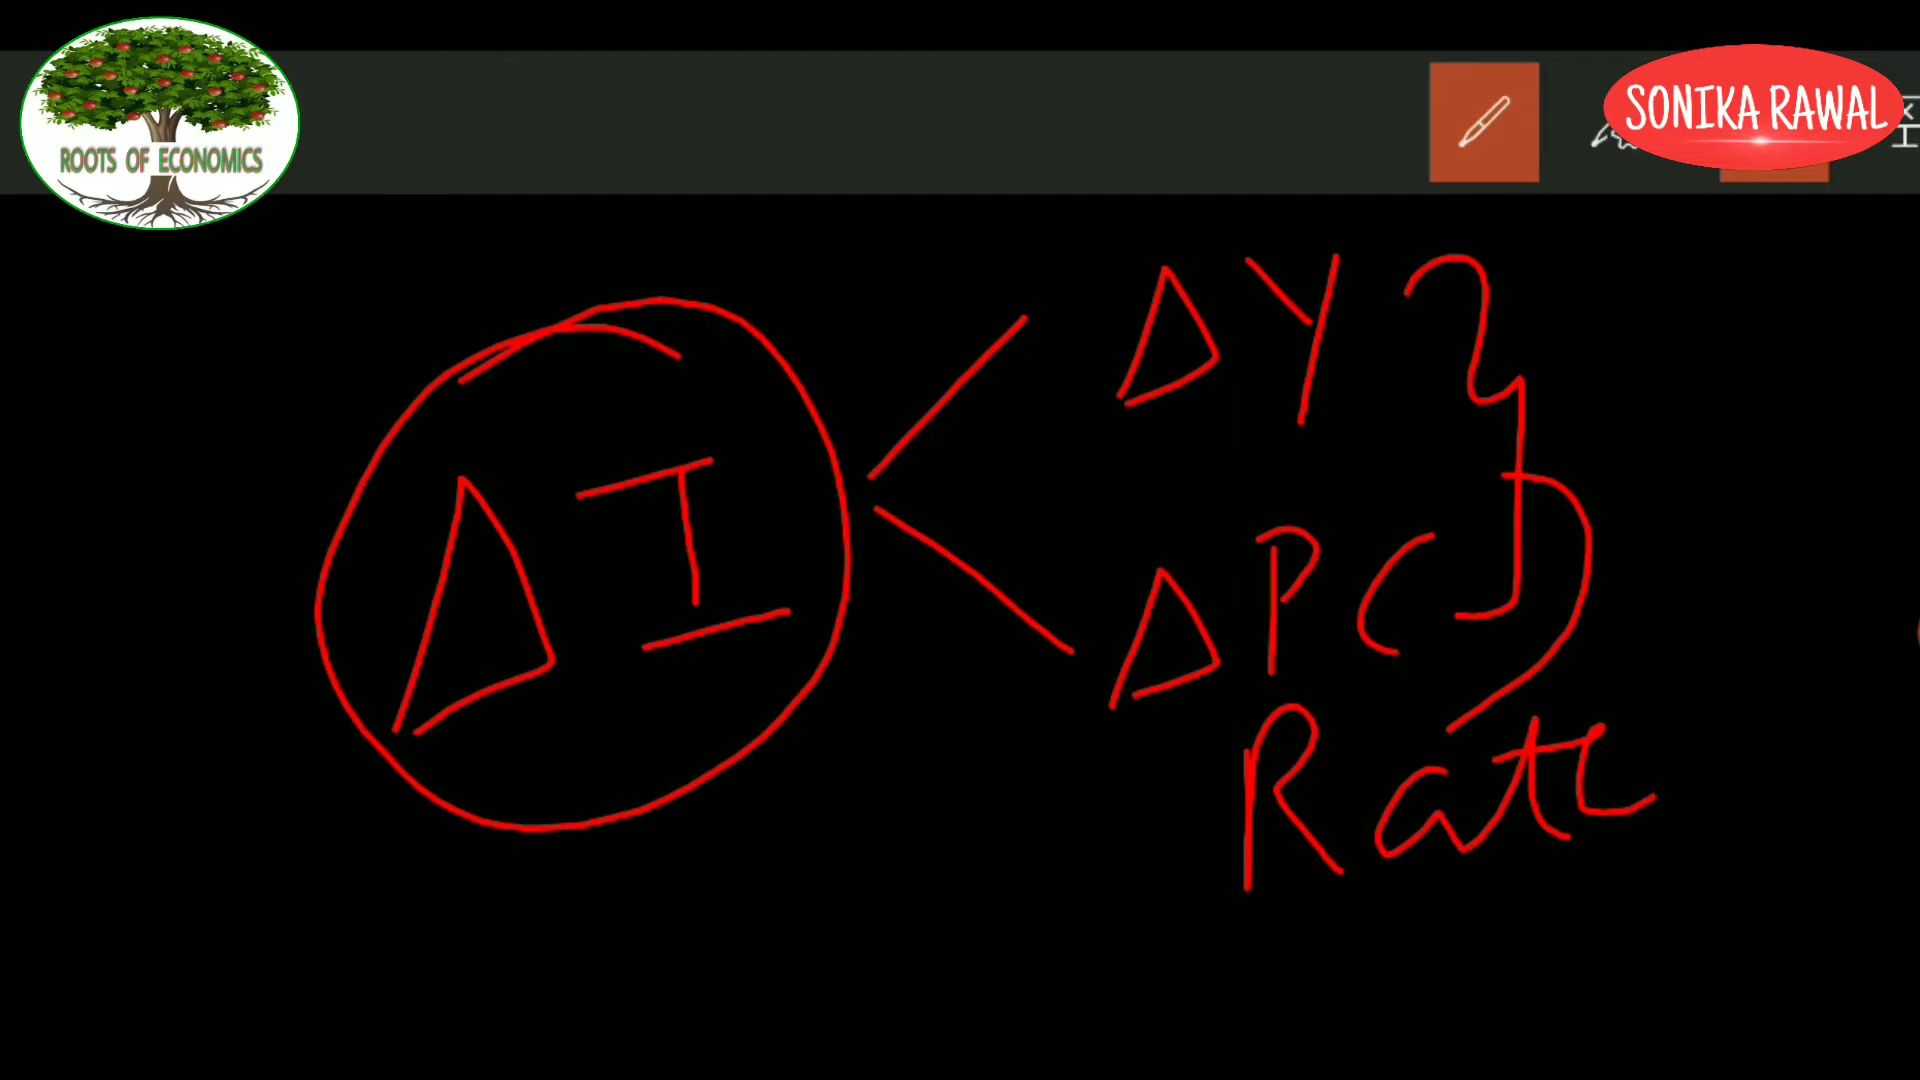 ROOTS OF ECONOMICS
SONIKA RAWAL
ΔI
ΔY
ΔPC
Rate